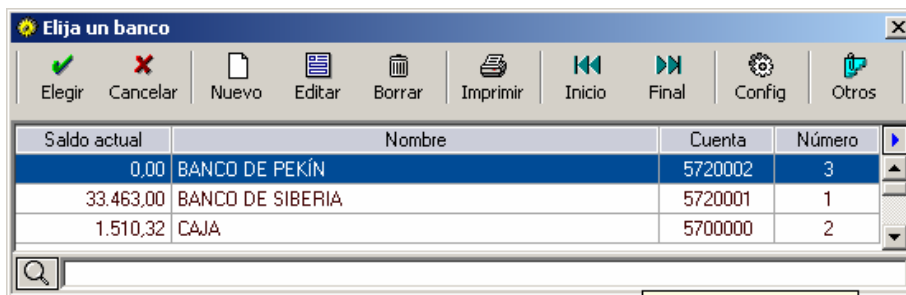 Elija un banco
Elegir Cancelar Nuevo Editar Borrar Imprimir Inicio Final Config Otros
Saldo actual Nombre Cuenta Número
0,00 BANCO DE PEKÍN 5720002 3
33.463,00 BANCO DE SIBERIA 5720001 1
1.510,32 CAJA 5700000 2